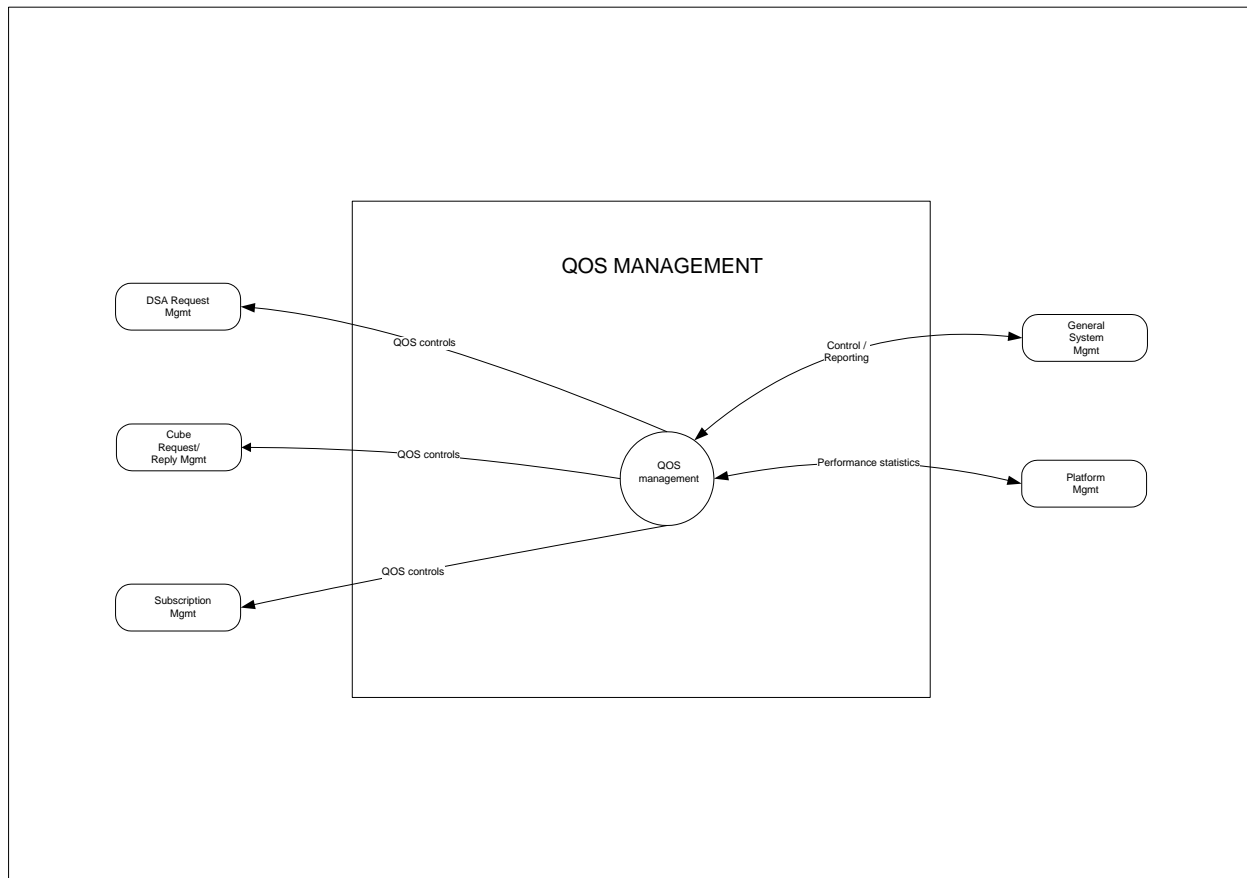 QOS MANAGEMENT
DSA Request
Mgmt
QOS controls
Cube
Request/
Reply Mgmt
QOS controls
Subscription
Mgmt
QOS controls
QOS
management
Control /
Reporting
General
System
Mgmt
Performance statistics
Platform
Mgmt